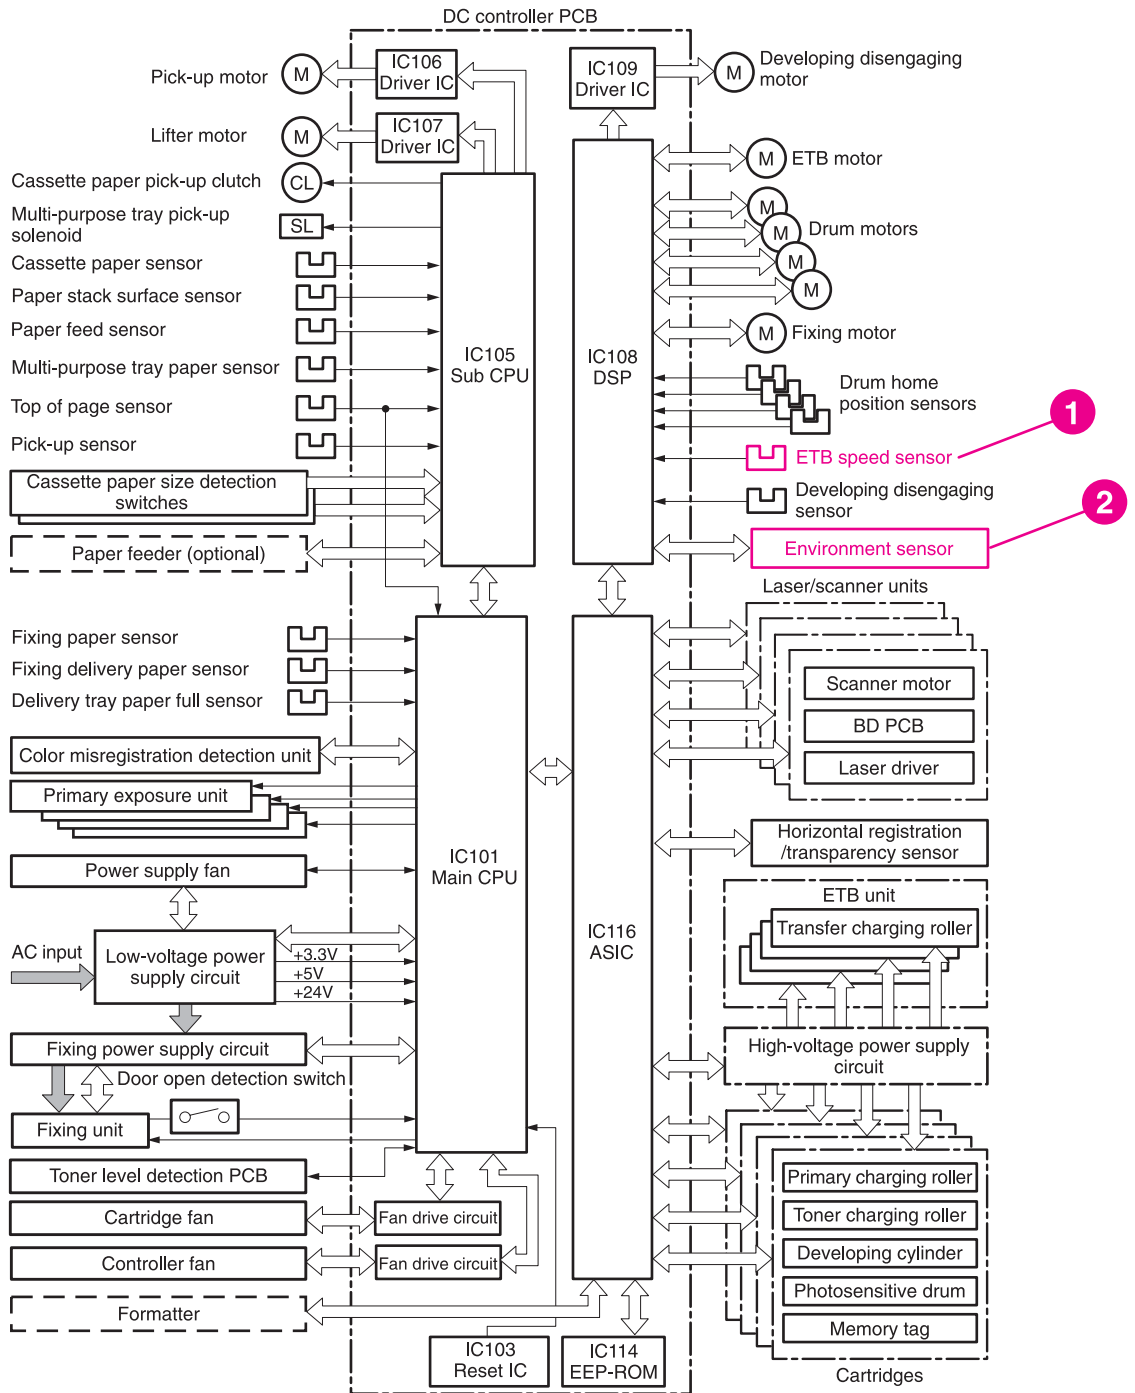 DC controller PCB
Pick-up motor
M
IC106
Driver IC
IC109
Driver IC
M
Developing disengaging
motor
Lifter motor
M
IC107
Driver IC
M
ETB motor
Cassette paper pick-up clutch
CL
Multi-purpose tray pick-up
solenoid
SL
M
M
M
M
Drum motors
Cassette paper sensor
Paper stack surface sensor
Paper feed sensor
Multi-purpose tray paper sensor
Top of page sensor
Pick-up sensor
IC105
Sub CPU
IC108
DSP
M
Fixing motor
Drum home
position sensors
1
ETB speed sensor
Cassette paper size detection
switches
Developing disengaging
sensor
2
Paper feeder (optional)
Environment sensor
Laser/scanner units
Fixing paper sensor
Fixing delivery paper sensor
Delivery tray paper full sensor
Scanner motor
BD PCB
Laser driver
Color misregistration detection unit
Primary exposure unit
Power supply fan
IC101
Main CPU
Horizontal registration
/transparency sensor
ETB unit
Transfer charging roller
AC input
Low-voltage power
supply circuit
+3.3V
+5V
+24V
IC116
ASIC
Fixing power supply circuit
High-voltage power supply
circuit
Door open detection switch
Fixing unit
Toner level detection PCB
Primary charging roller
Cartridge fan
Fan drive circuit
Toner charging roller
Controller fan
Fan drive circuit
Developing cylinder
Formatter
Photosensitive drum
Memory tag
IC103
Reset IC
IC114
EEP-ROM
Cartridges